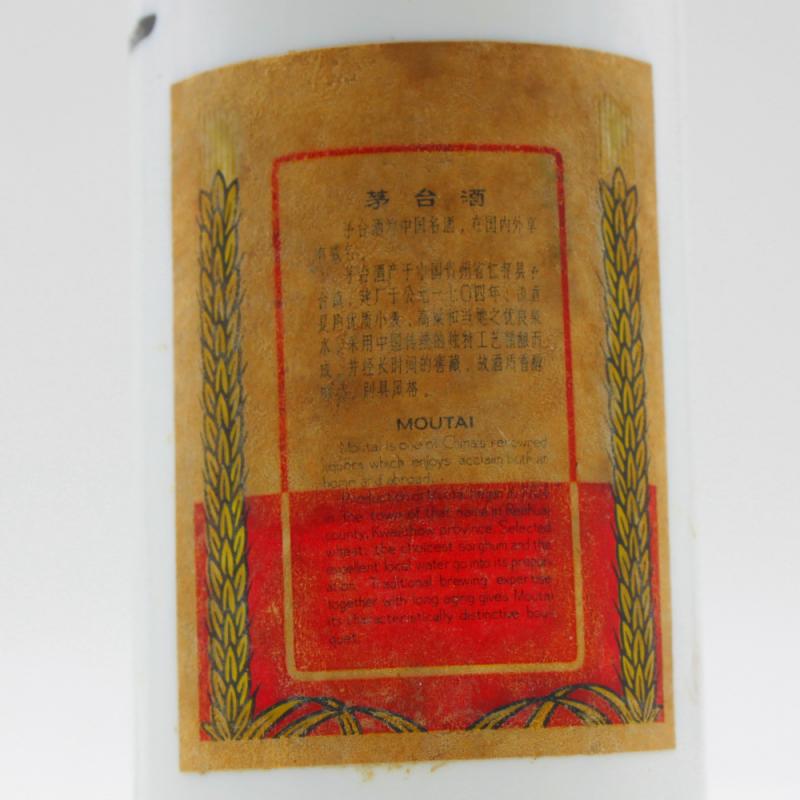 茅台酒
茅台酒为中国名酒，在国内外享
有盛名。
茅台酒产于中国贵州省仁怀县茅
台镇，建厂于公元一七〇四年；该酒
是用优质小麦、高粱和当地之优良泉
水，采用中国传统的独特工艺精酿而
成，并经长时间的窖藏，故酒质香醇
别具风格。
MOUTAI
Moutai is one of China's renowned
liquors which enjoys acclaim both at
home and abroad.
Production of Moutai began in 1704
in the town of that name in Renhuai
county, Kweichow province. Selected
wheat, the choicest sorghum and the
excellent local water go into its prepar-
ation. Traditional brewing expertise
together with long aging gives Moutai
its characteristically distinctive bou-
quet.